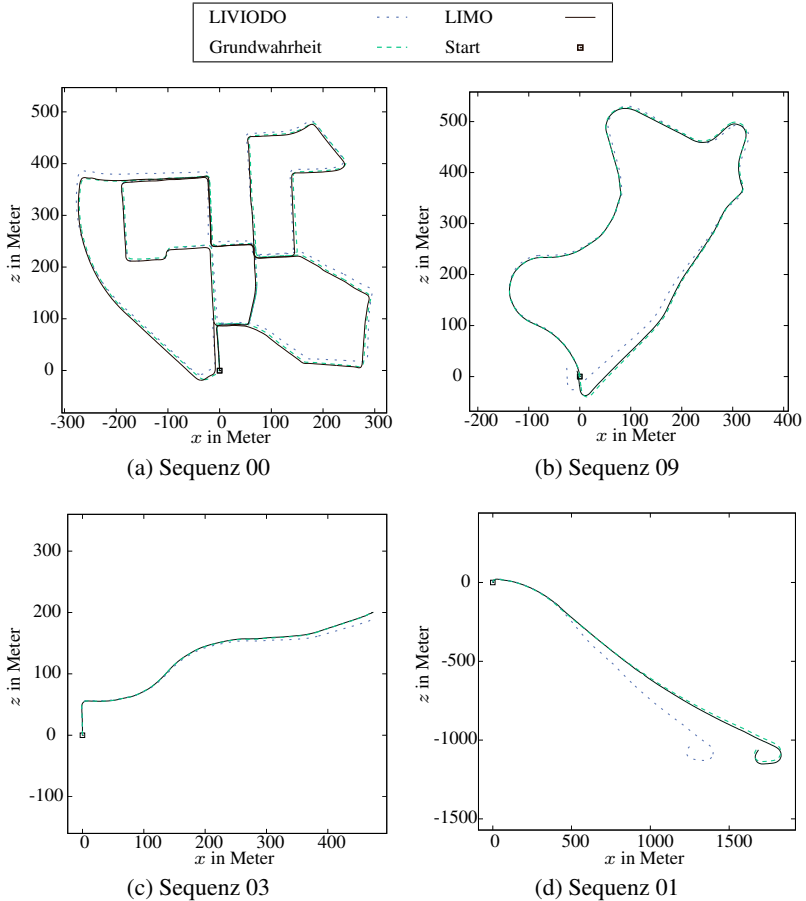 LIVIODO LIMO
Grundwahrheit Start
500
400
300
200
100
0
z in Meter
-300 -200 -100 0 100 200 300
x in Meter
(a) Sequenz 00
500
400
300
200
100
0
z in Meter
-200 -100 0 100 200 300 400
x in Meter
(b) Sequenz 09
300
200
100
0
-100
z in Meter
0 100 200 300 400
x in Meter
(c) Sequenz 03
0
-500
-1000
-1500
z in Meter
0 500 1000 1500
x in Meter
(d) Sequenz 01